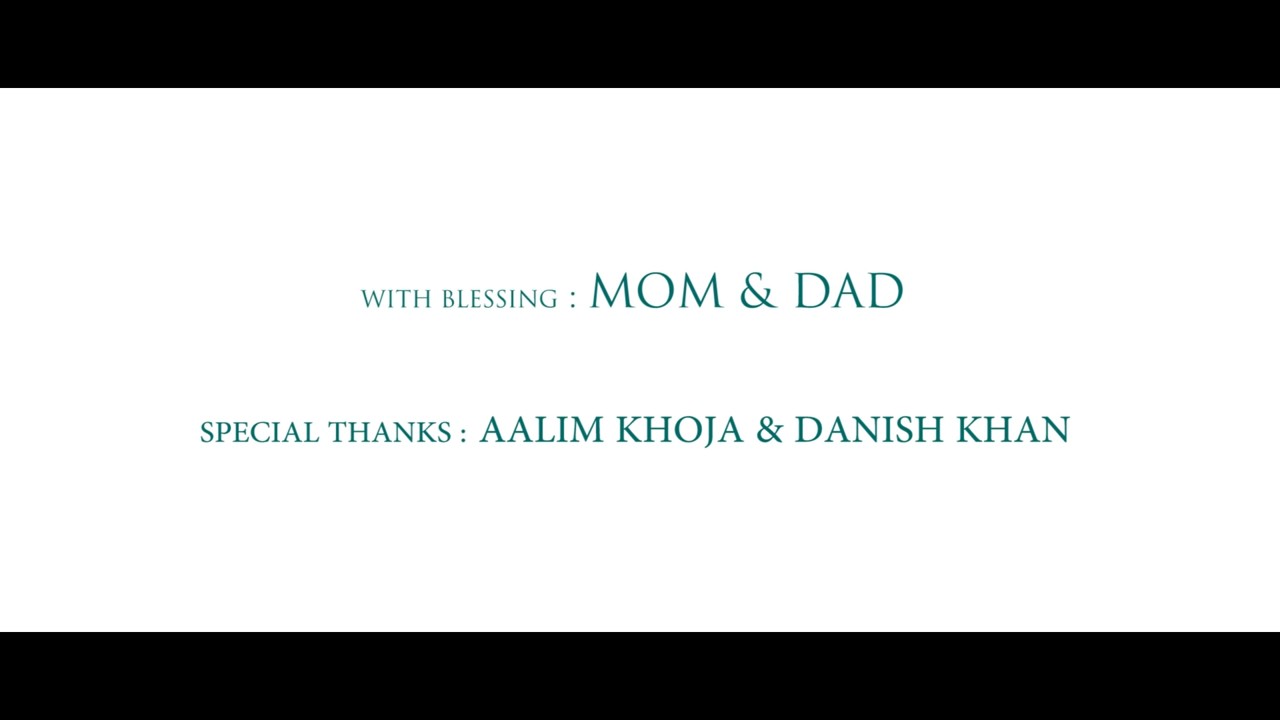 WITH BLESSING : MOM & DAD
SPECIAL THANKS : AALIM KHOJA & DANISH KHAN